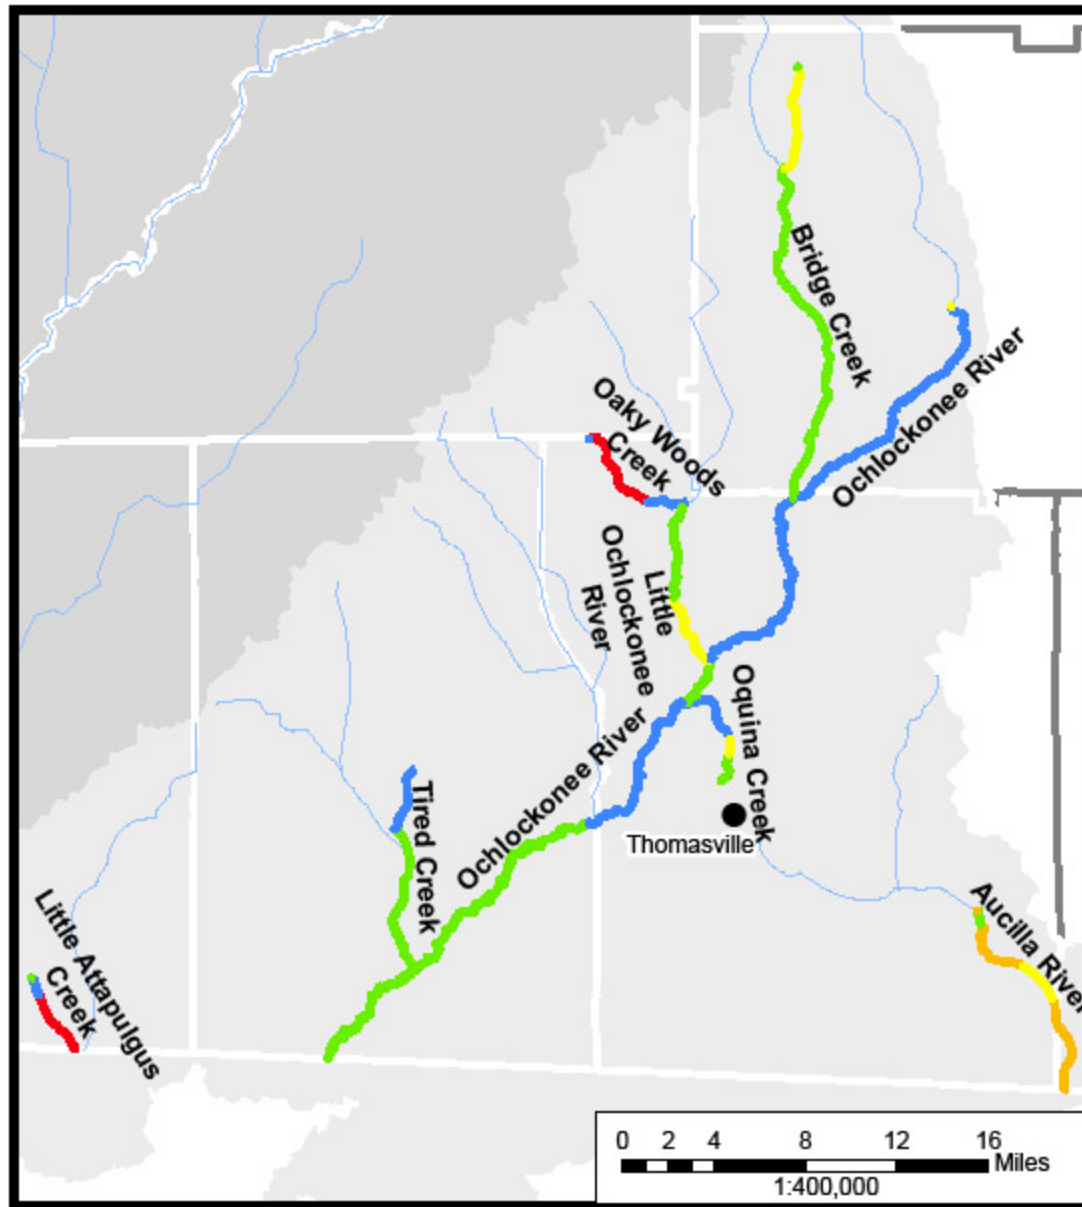 Bridge Creek
Ochlockonee River
Oaky Woods
Creek
Little
Ochlockonee
River
Oquina Creek
Ochlockonee River
Tired Creek
Thomasville
Aucilla River
Little Attapulgus
Creek
0 2 4 8 12 16
Miles
1:400,000